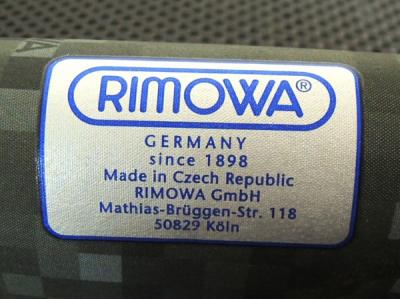 RIMOWA®
GERMANY
since 1898
Made in Czech Republic
RIMOWA GmbH
Mathias-Brüggen-Str. 118
50829 Köln